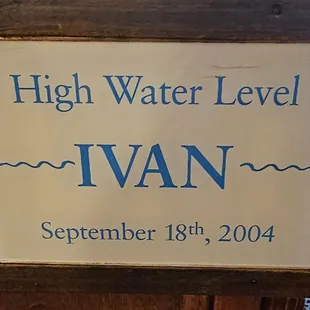 High Water Level
IVAN
September 18th, 2004